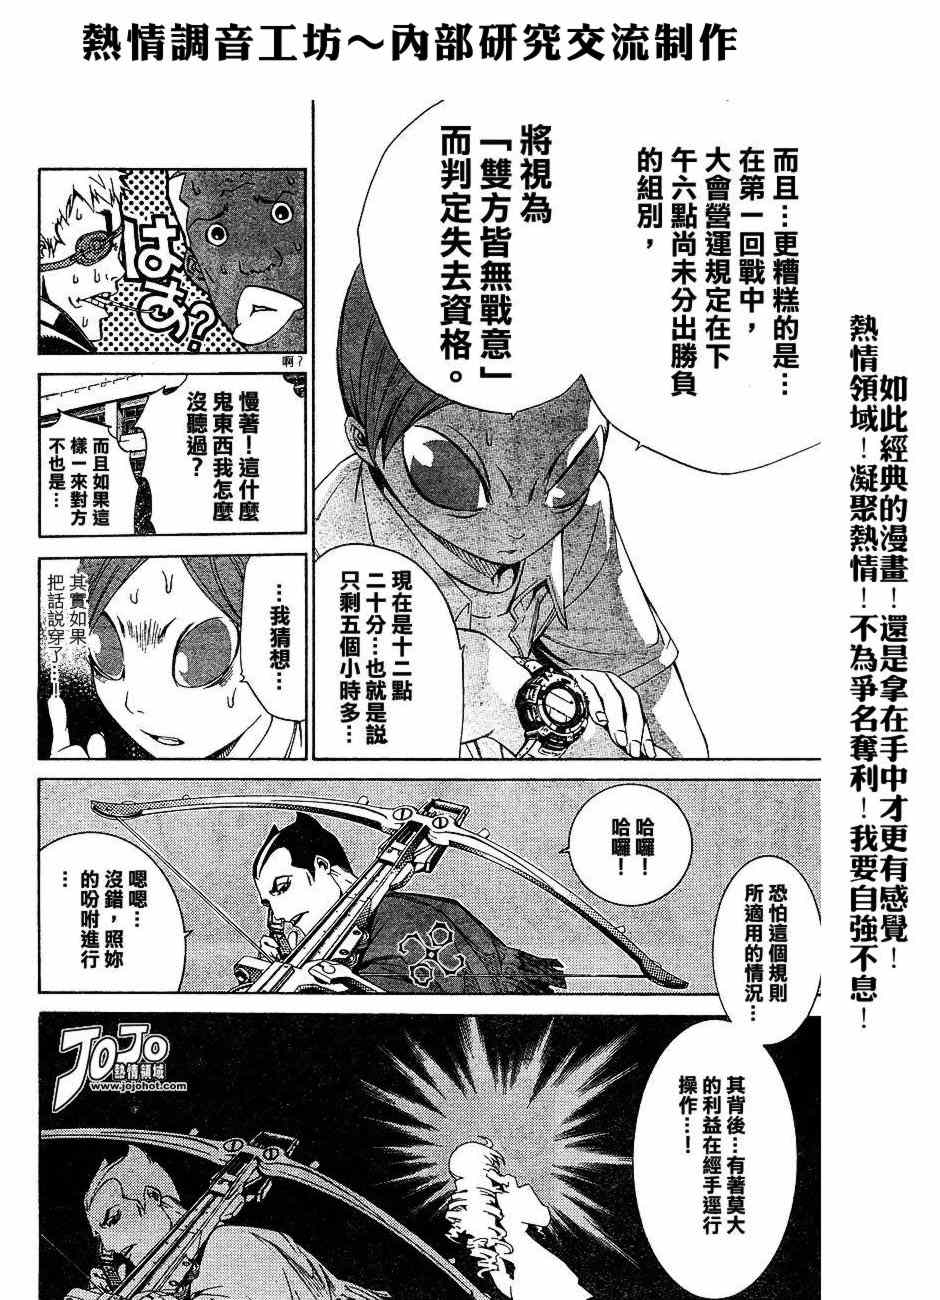 熱情調音工坊～內部研究交流制作
而且…更糟糕的是…
在第一回戰中，
大會營運規定在下
午六點尚未分出勝負
的組別，
將視為
「雙方皆無戰意」
而判定失去資格。
現在是十二點
二十分…也就是説
只剩五個小時多…
はあ？
啊？
慢著！這什麼
鬼東西我怎麼
沒聽過？
而且如果這
樣一來對方
不也是…
…我猜想…
其實如果
把話説穿了…！
哈囉！
哈囉！
嗯嗯…
沒錯，照妳
的吩咐進行
…
恐怕這個規則
所適用的情況…
其背後…有著莫大
的利益在經手逕行
操作…！
JOJO
熱情領域
www.jojohot.com
如此經典的漫畫！還是拿在手中才更有感覺！
熱情領域！凝聚熱情！不為爭名奪利！我要自強不息！